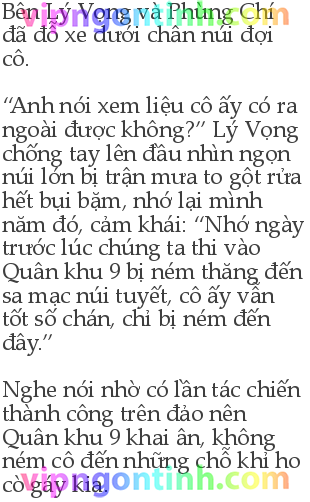 Bên Lý Vọng và Phùng Chí
đã đỗ xe dưới chân núi đợi
cô.
“Anh nói xem liệu cô ấy có ra
ngoài được không?” Lý Vọng
chống tay lên đầu nhìn ngọn
núi lớn bị trận mưa to gột rửa
hết bụi bặm, nhớ lại mình
năm đó, cảm khái: “Nhớ ngày
trước lúc chúng ta thi vào
Quân khu 9 bị ném thẳng đến
sa mạc núi tuyết, cô ấy vẫn
tốt số chán, chỉ bị ném đến
đây.”
Nghe nói nhờ có lần tác chiến
thành công trên đảo nên
Quân khu 9 khai ân, không
ném cô đến những chỗ khỉ ho
cò gáy kia.
vipngontinh.com
vipngontinh.com